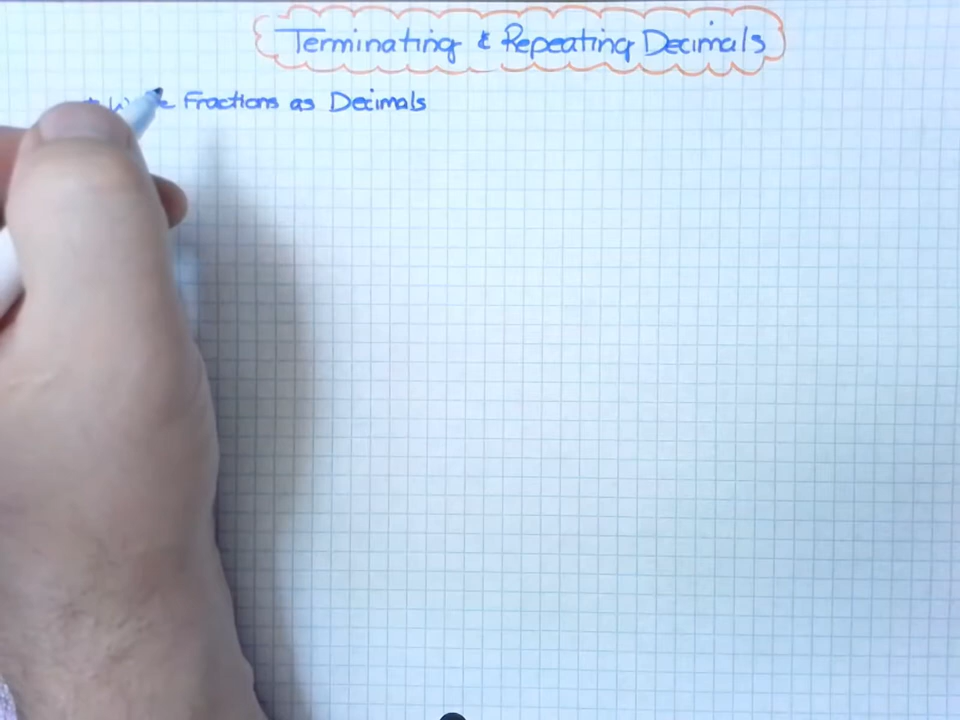 Terminating & Repeating Decimals
Fractions as Decimals